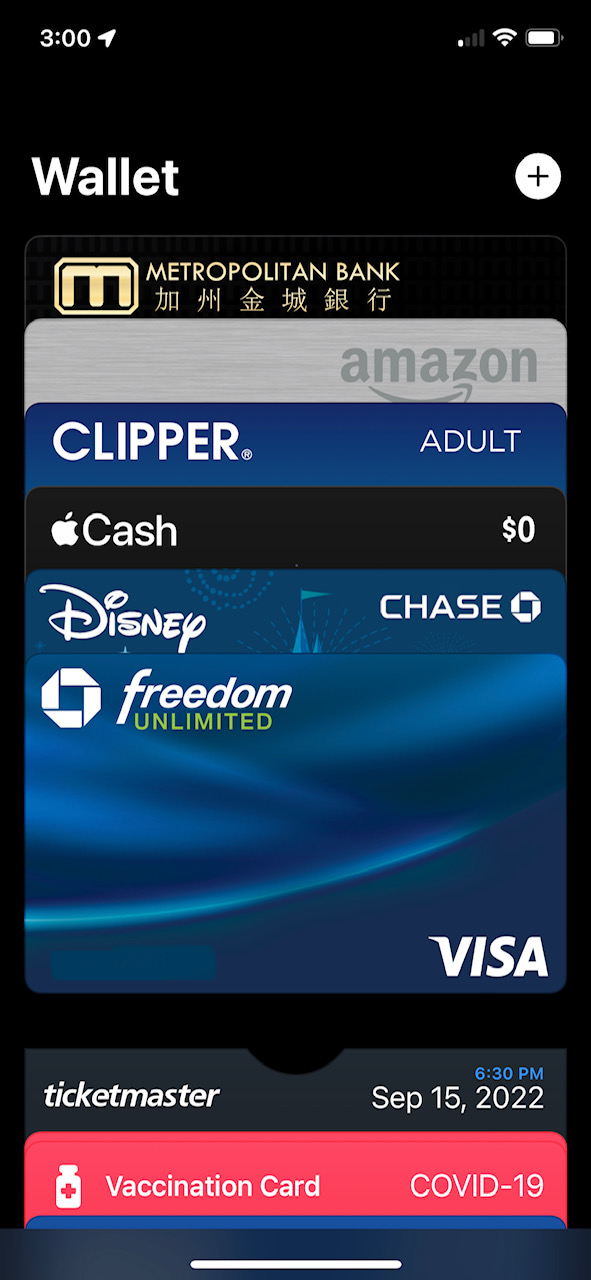 3:00
Wallet
METROPOLITAN BANK
加州金城銀行
amazon
CLIPPER® ADULT
Cash $0
Disney CHASE
freedom
UNLIMITED
VISA
6:30 PM
ticketmaster Sep 15, 2022
Vaccination Card COVID-19